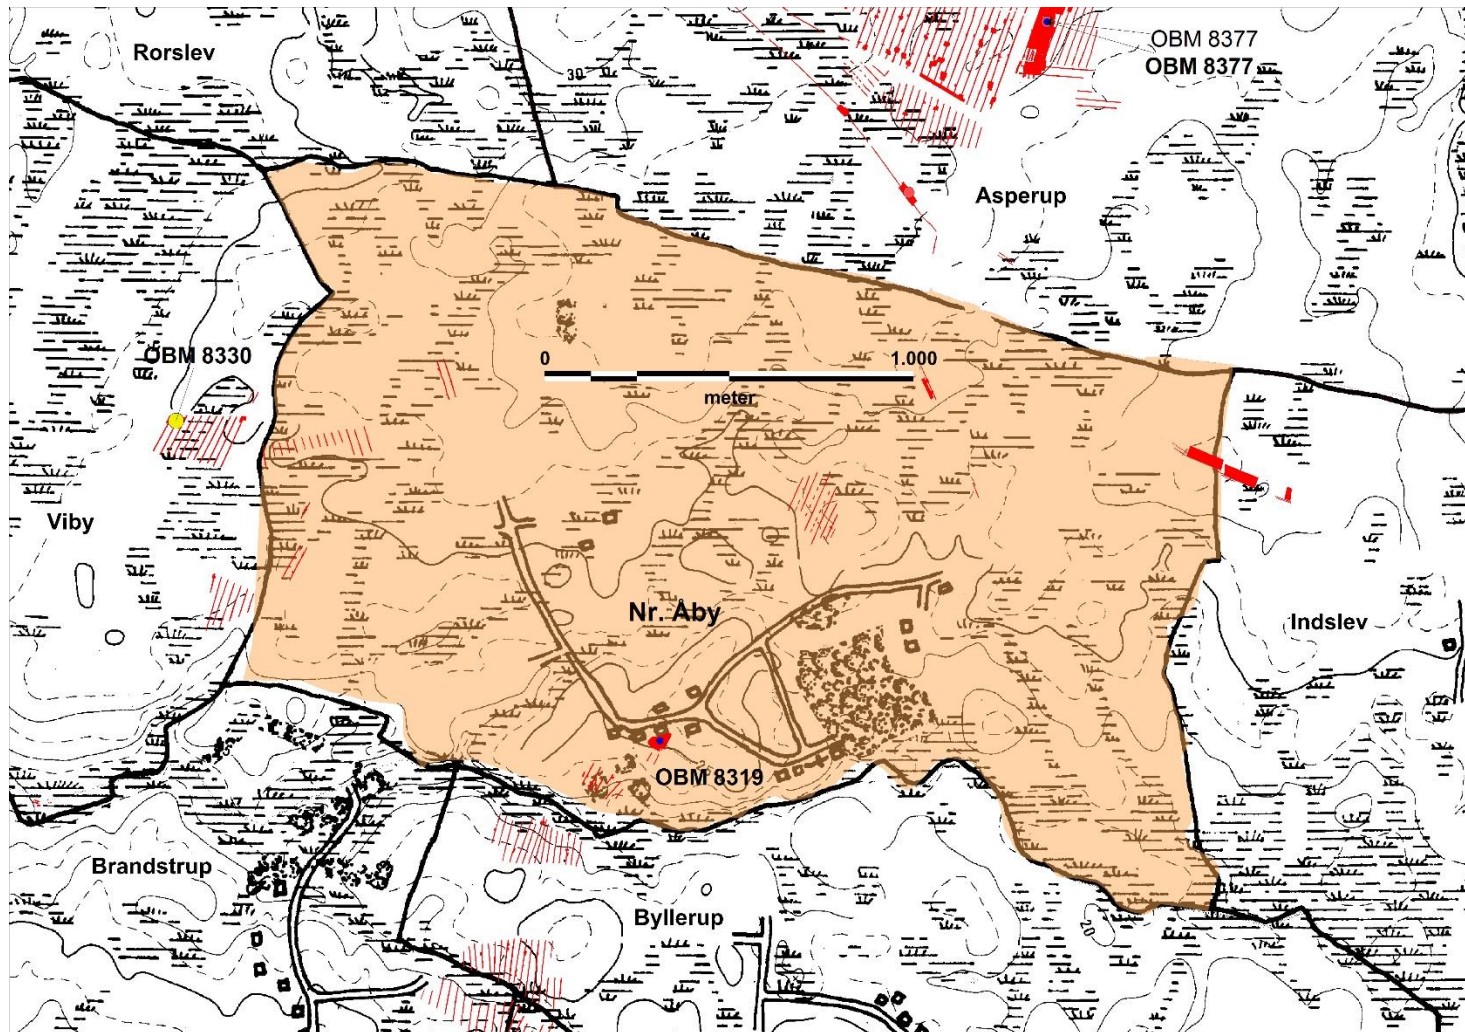 Rorslev
OBM 8377
OBM 8377
30
Asperup
OBM 8330
0
1.000
meter
Viby
Nr. Åby
Indslev
OBM 8319
Brandstrup
Byllerup
20